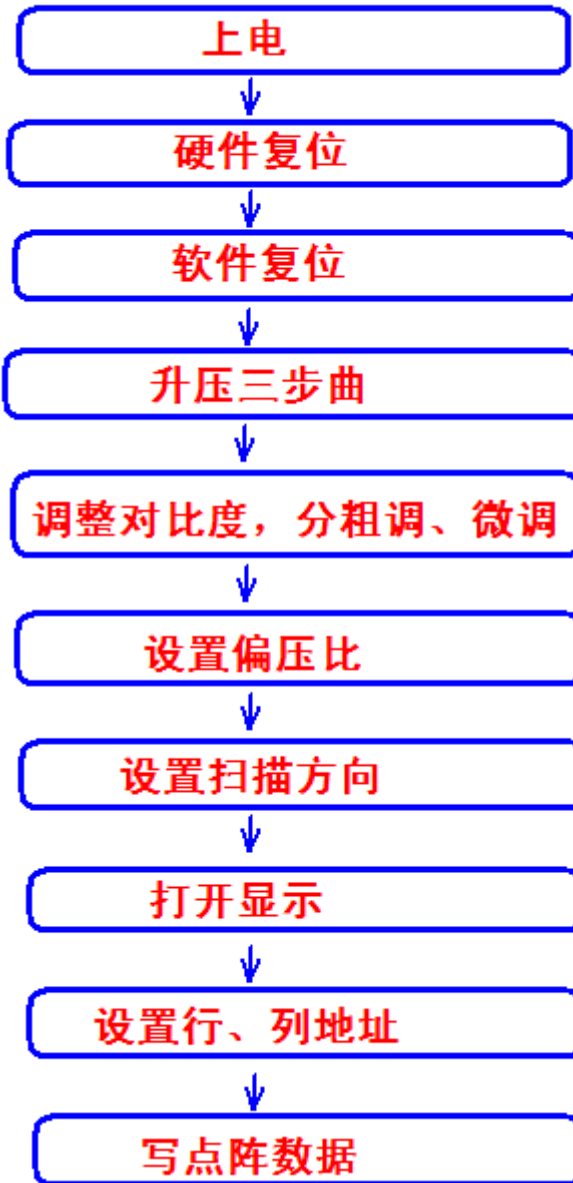 上电
硬件复位
软件复位
升压三步曲
调整对比度，分粗调、微调
设置偏压比
设置扫描方向
打开显示
设置行、列地址
写点阵数据